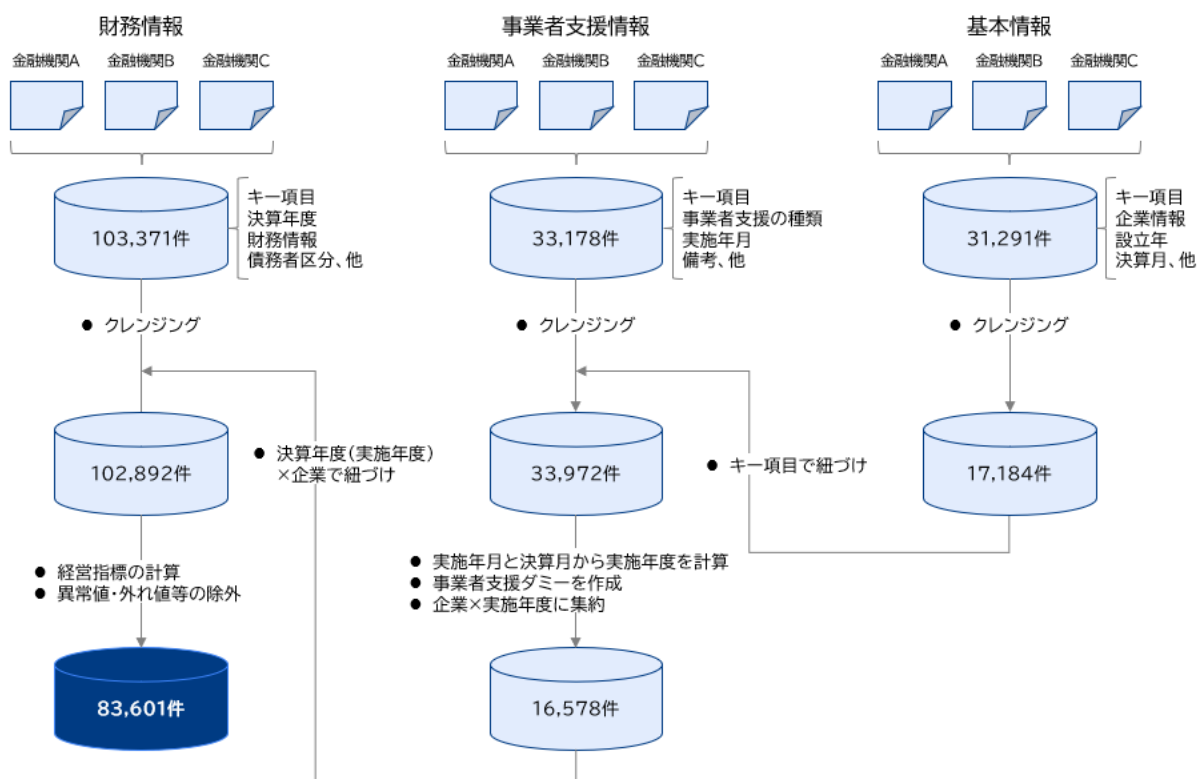 財務情報
金融機関A
金融機関B
金融機関C
103,371件
キー項目
決算年度
財務情報
債務者区分、他
● クレンジング
102,892件
● 決算年度(実施年度)
×企業で紐づけ
● 経営指標の計算
● 異常値・外れ値等の除外
83,601件
事業者支援情報
金融機関A
金融機関B
金融機関C
33,178件
キー項目
事業者支援の種類
実施年月
備考、他
● クレンジング
33,972件
● キー項目で紐づけ
● 実施年月と決算月から実施年度を計算
● 事業者支援ダミーを作成
● 企業×実施年度に集約
16,578件
基本情報
金融機関A
金融機関B
金融機関C
31,291件
キー項目
企業情報
設立年
決算月、他
● クレンジング
17,184件